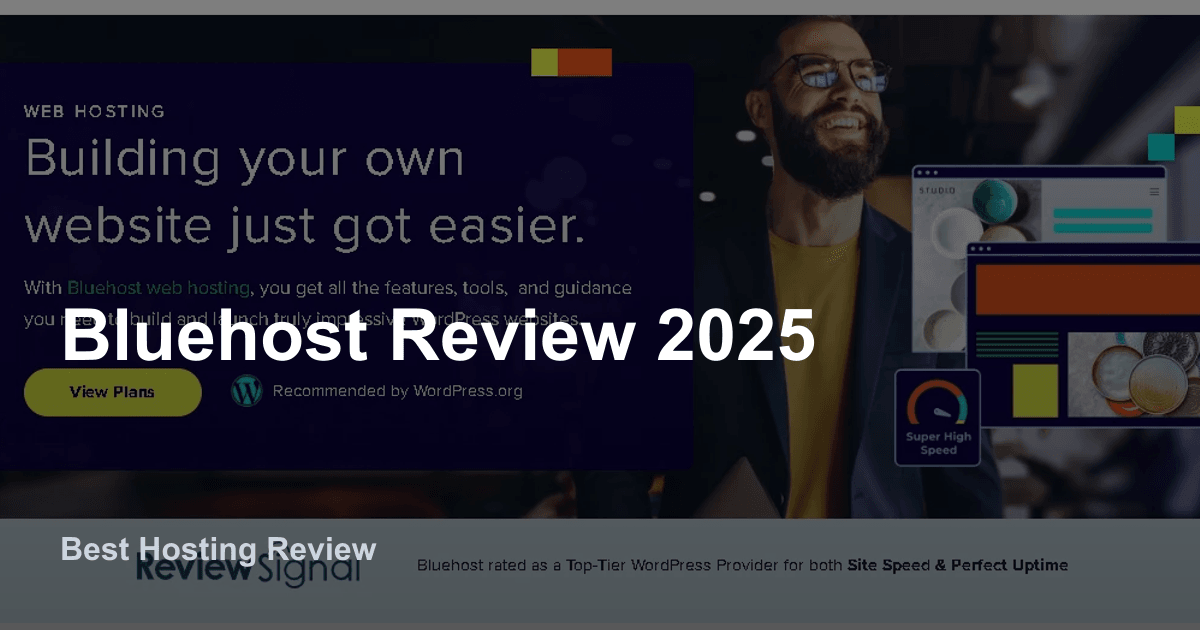 WEB HOSTING
Building your own
website just got easier.
With Bluehost web hosting, you get all the features, tools, and guidance
you need to build and launch truly impressive WordPress websites.
Bluehost Review 2025
View Plans
Recommended by WordPress.org
STUDIO
Super High
Speed
Best Hosting Review
ReviewSignal
Bluehost rated as a Top-Tier WordPress Provider for both Site Speed & Perfect Uptime